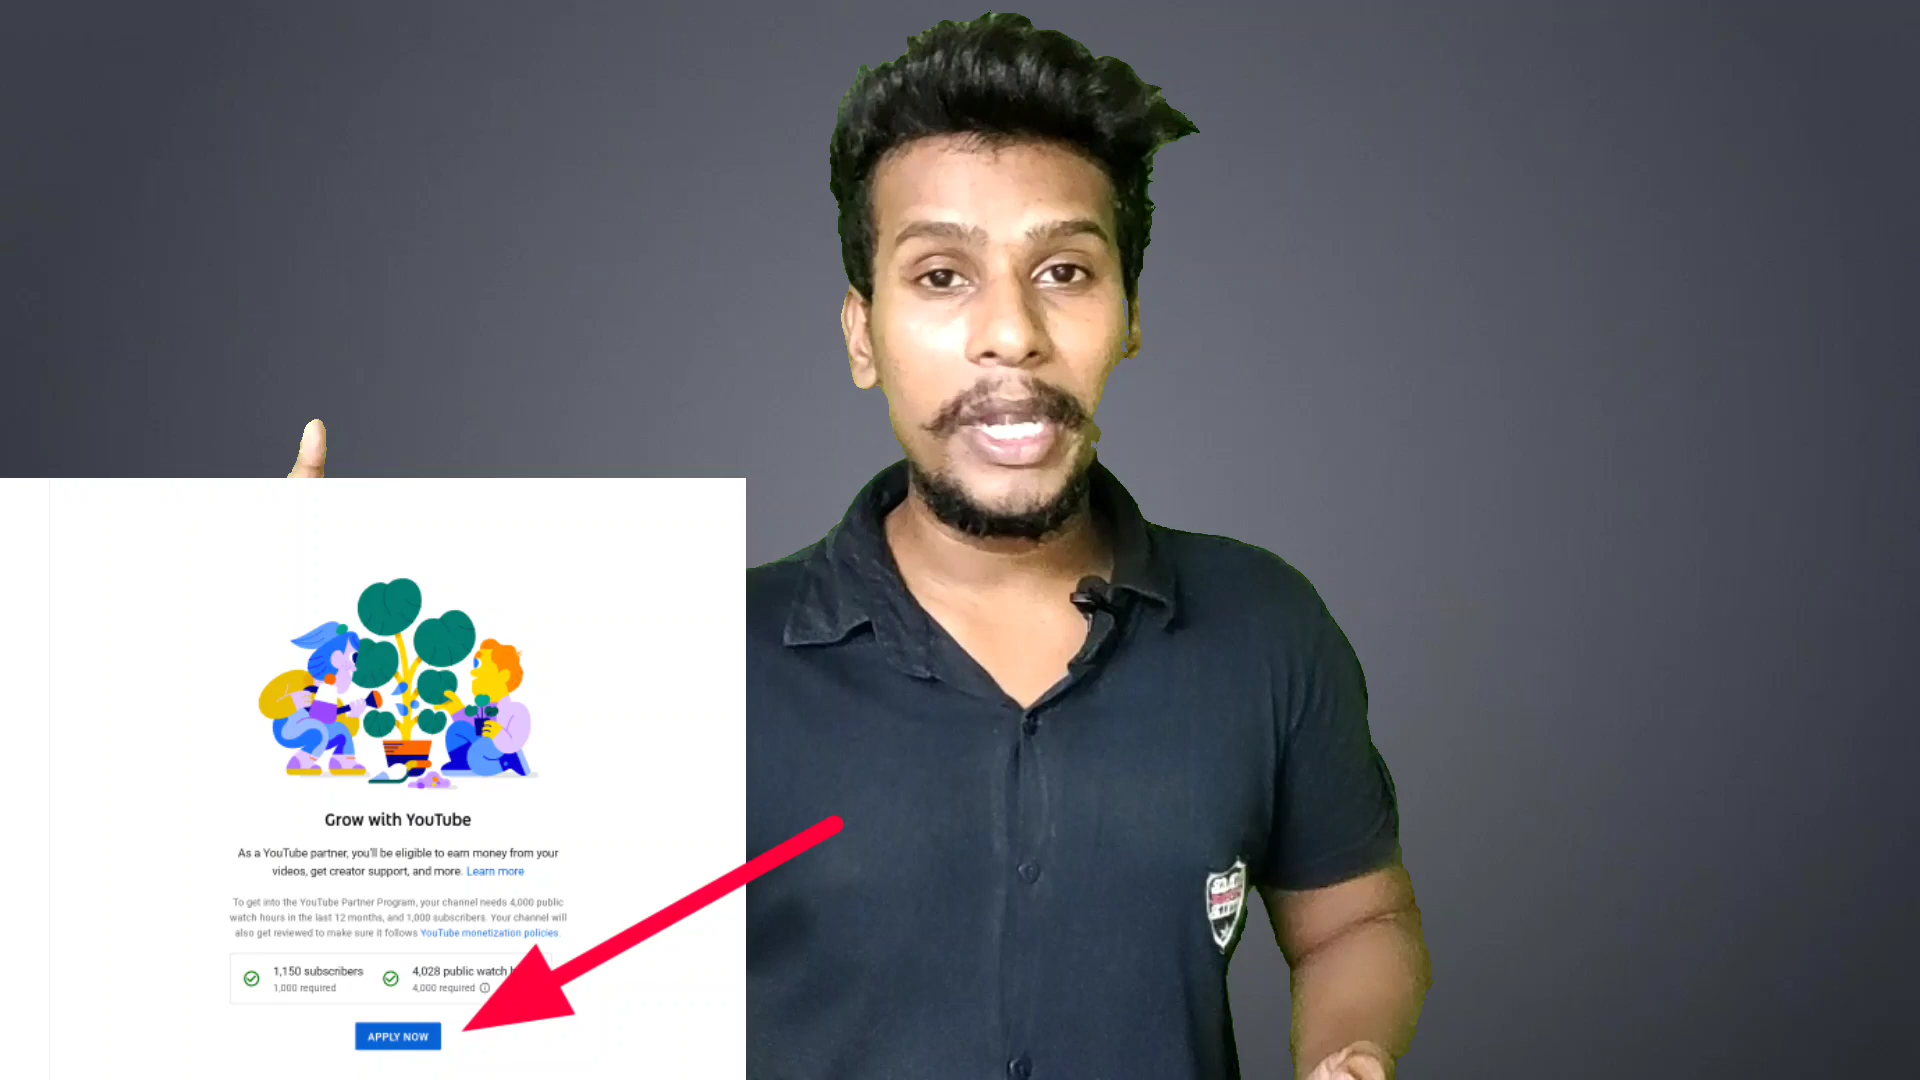 Grow with YouTube
As a YouTube partner, you'll be eligible to earn money from your
videos, get creator support, and more. Learn more
To get into the YouTube Partner Program, your channel needs 4,000 public
watch hours in the last 12 months, and 1,000 subscribers. Your channel will
also get reviewed to make sure it follows YouTube monetization policies.
1,150 subscribers
1,000 required
4,028 public watch
4,000 required
APPLY NOW